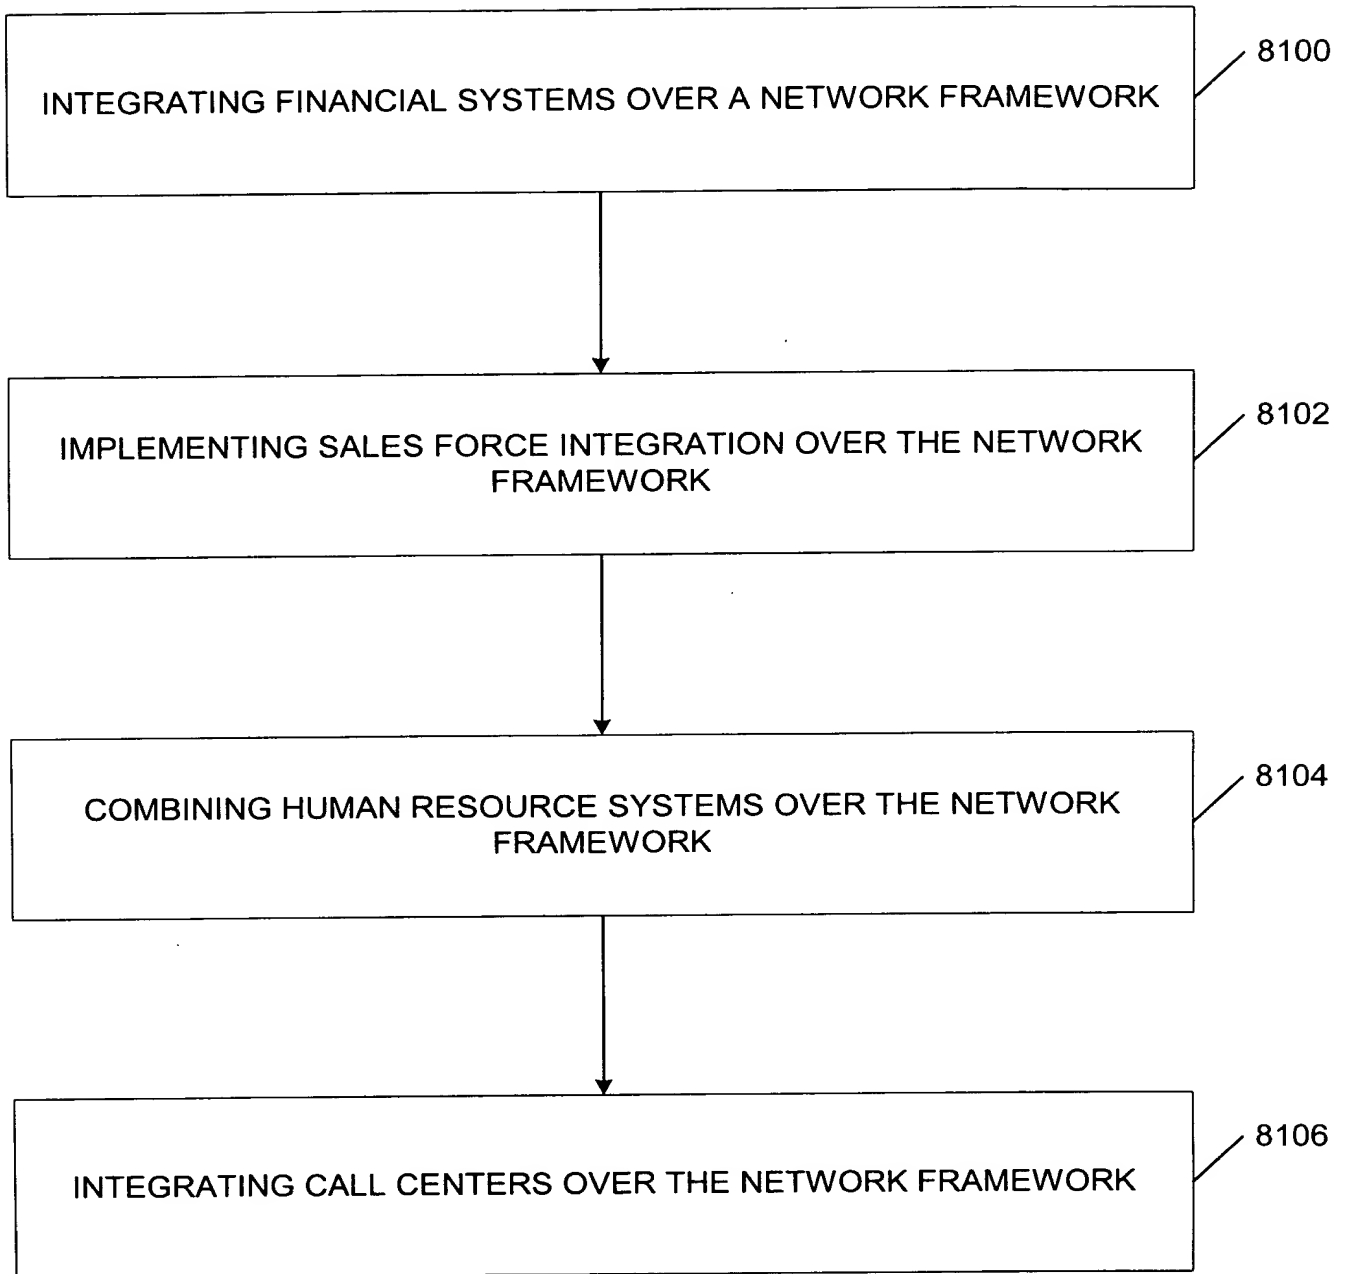 8100
INTEGRATING FINANCIAL SYSTEMS OVER A NETWORK FRAMEWORK
8102
IMPLEMENTING SALES FORCE INTEGRATION OVER THE NETWORK
FRAMEWORK
8104
COMBINING HUMAN RESOURCE SYSTEMS OVER THE NETWORK
FRAMEWORK
8106
INTEGRATING CALL CENTERS OVER THE NETWORK FRAMEWORK